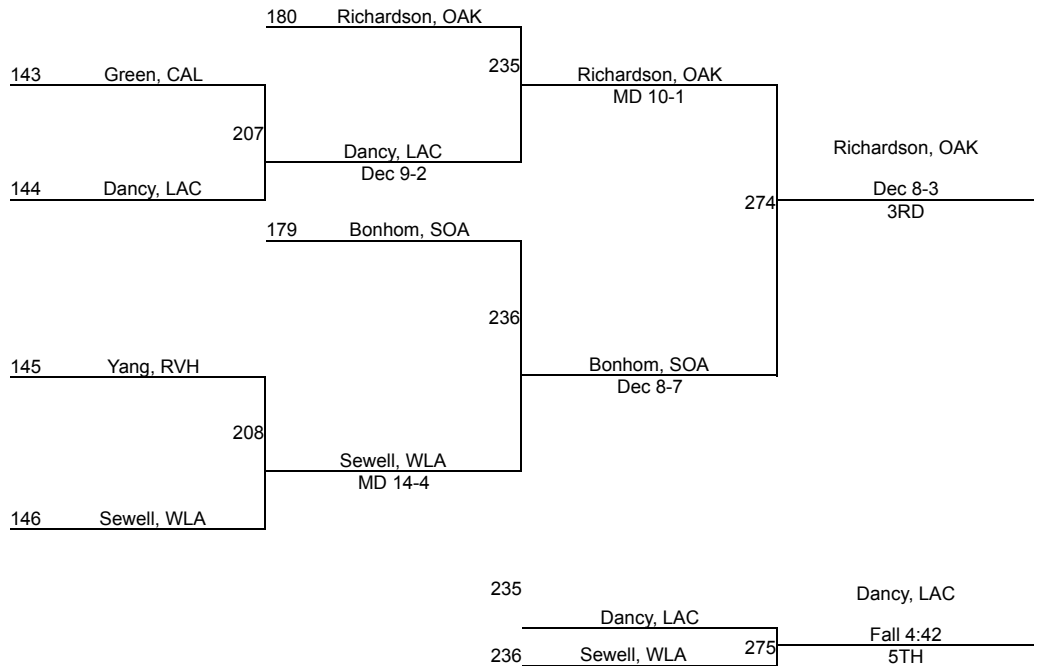 180 Richardson, OAK
143 Green, CAL
235
Richardson, OAK
MD 10-1
207
Dancy, LAC
Dec 9-2
Richardson, OAK
144 Dancy, LAC
274
Dec 8-3
3RD
179 Bonhom, SOA
236
145 Yang, RVH
Bonhom, SOA
Dec 8-7
208
Sewell, WLA
MD 14-4
146 Sewell, WLA
235
Dancy, LAC
Dancy, LAC
275
Fall 4:42
5TH
236 Sewell, WLA